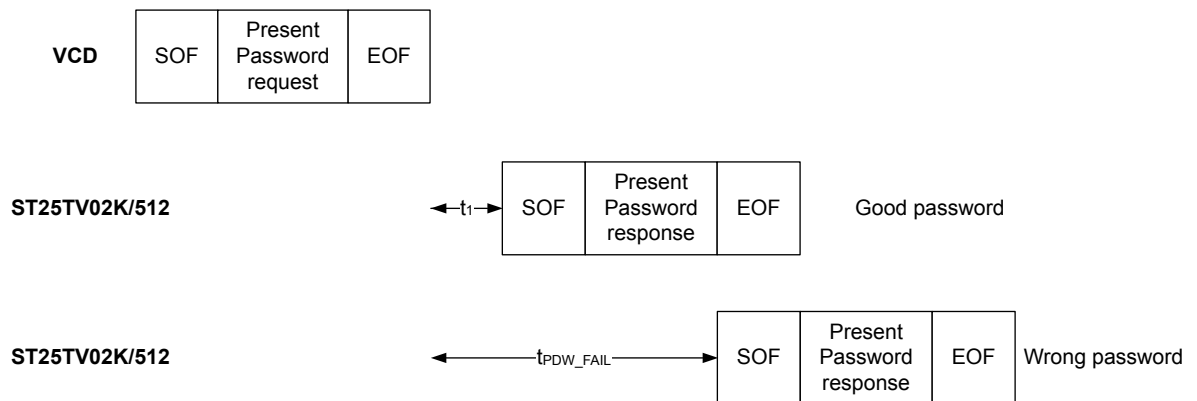 VCD
SOF
Present
Password
request
EOF
ST25TV02K/512
t1
SOF
Present
Password
response
EOF
Good password
ST25TV02K/512
tPDW_FAIL
SOF
Present
Password
response
EOF
Wrong password